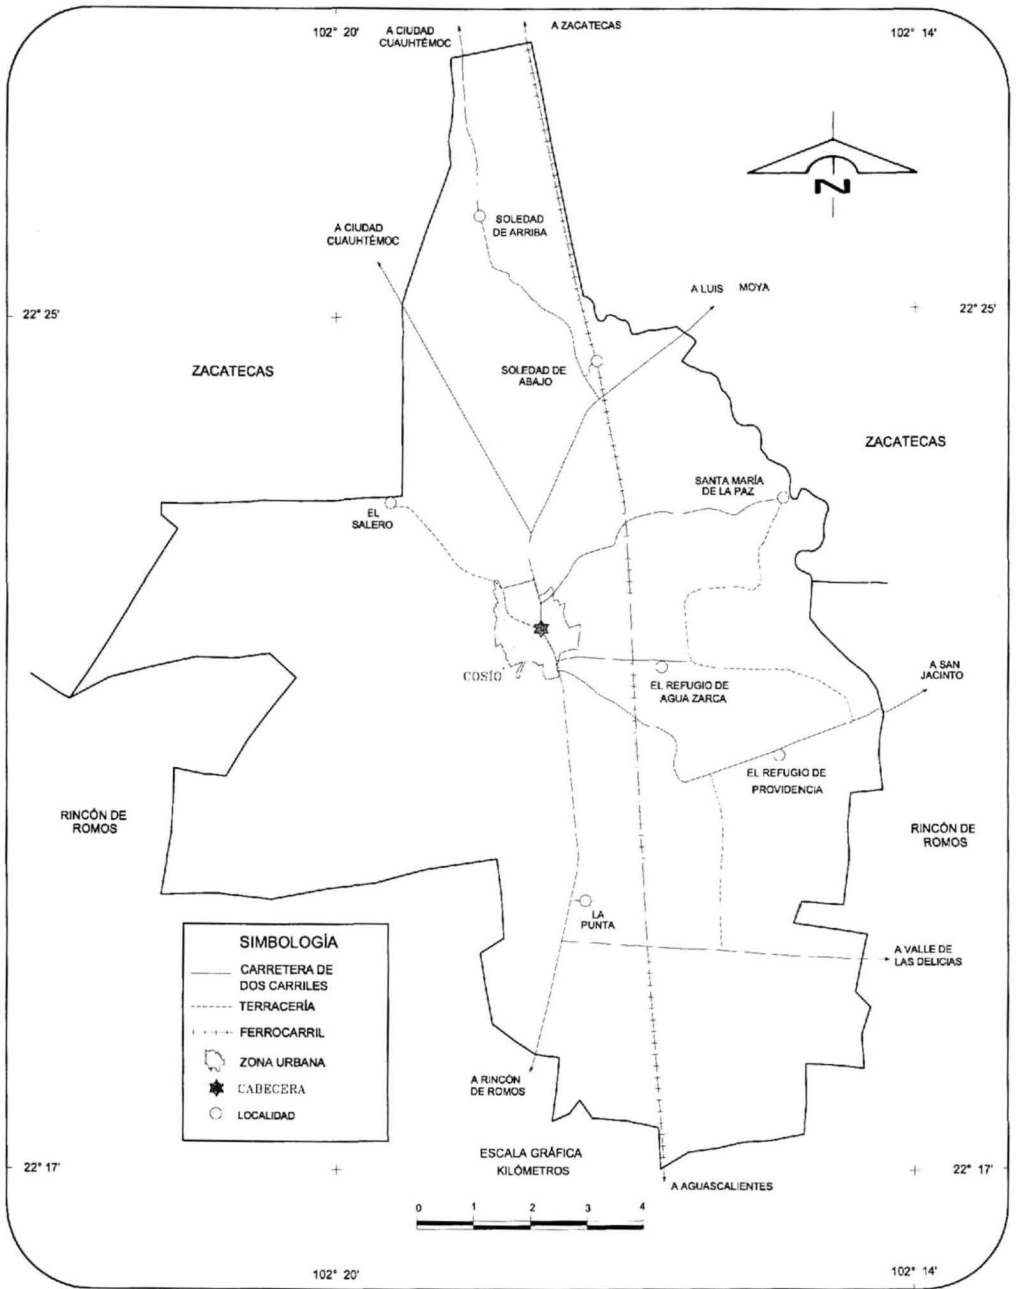 102° 20'
A CIUDAD
CUAUHTÉMOC
A ZACATECAS
102° 14'
N
SOLEDAD
DE ARRIBA
A CIUDAD
CUAUHTÉMOC
A LUIS MOYA
22° 25'
22° 25'
ZACATECAS
SOLEDAD DE
ABAJO
ZACATECAS
SANTA MARÍA
DE LA PAZ
EL
SALERO
COSÍO
EL REFUGIO DE
AGUA ZARCA
A SAN
JACINTO
EL REFUGIO DE
PROVIDENCIA
RINCÓN DE
ROMOS
RINCÓN DE
ROMOS
LA
PUNTA
A VALLE DE
LAS DELICIAS
SIMBOLOGÍA
CARRETERA DE
DOS CARRILES
TERRACERÍA
FERROCARRIL
ZONA URBANA
CABECERA
LOCALIDAD
A RINCÓN
DE ROMOS
ESCALA GRÁFICA
KILÓMETROS
22° 17'
22° 17'
A AGUASCALIENTES
0 1 2 3 4
102° 20'
102° 14'